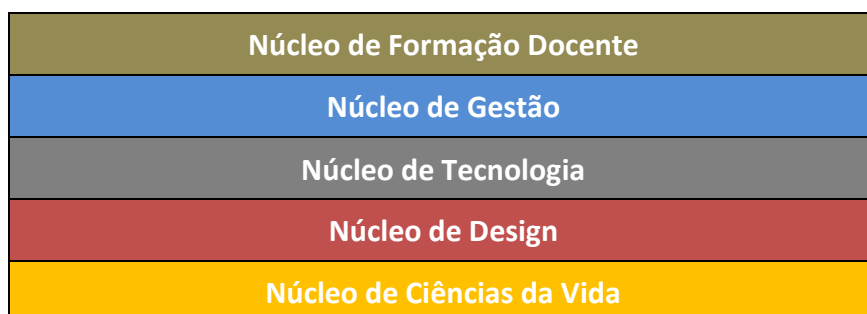 Núcleo de Formação Docente
Núcleo de Gestão
Núcleo de Tecnologia
Núcleo de Design
Núcleo de Ciências da Vida